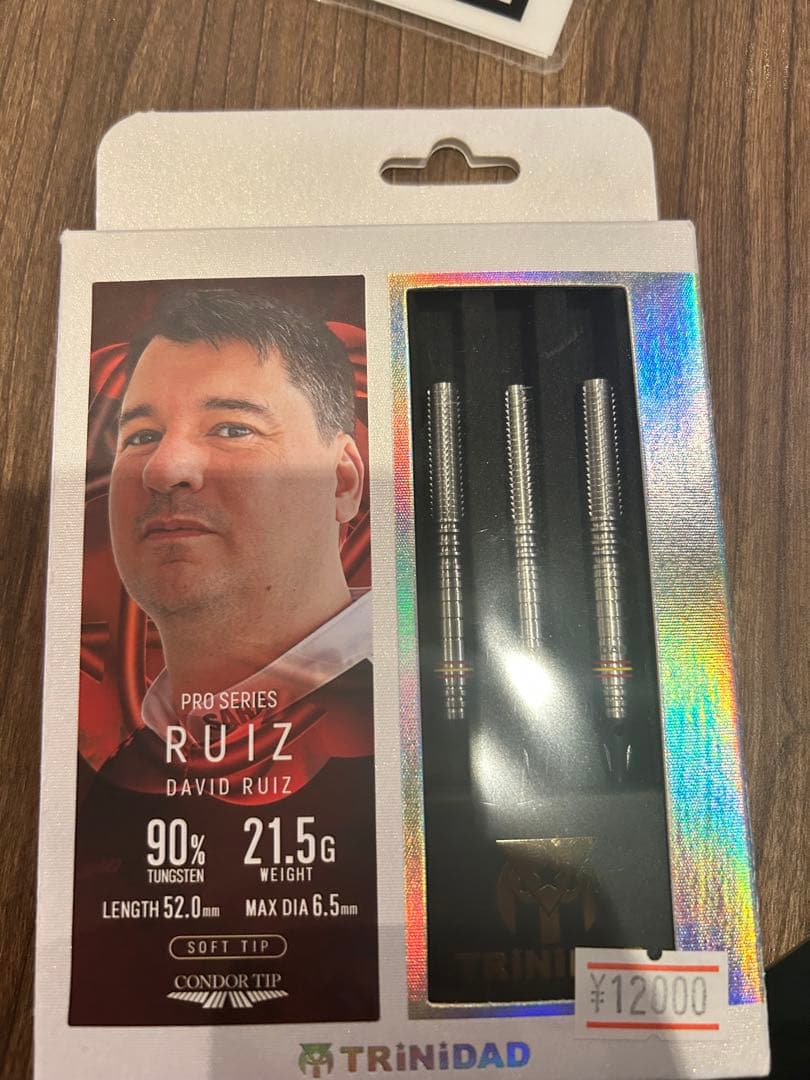 PRO SERIES
RUIZ
DAVID RUIZ
90% 21.5G
TUNGSTEN WEIGHT
LENGTH 52.0mm MAX DIA 6.5mm
SOFT TIP
CONDOR TIP
¥12000
TRiNiDAD